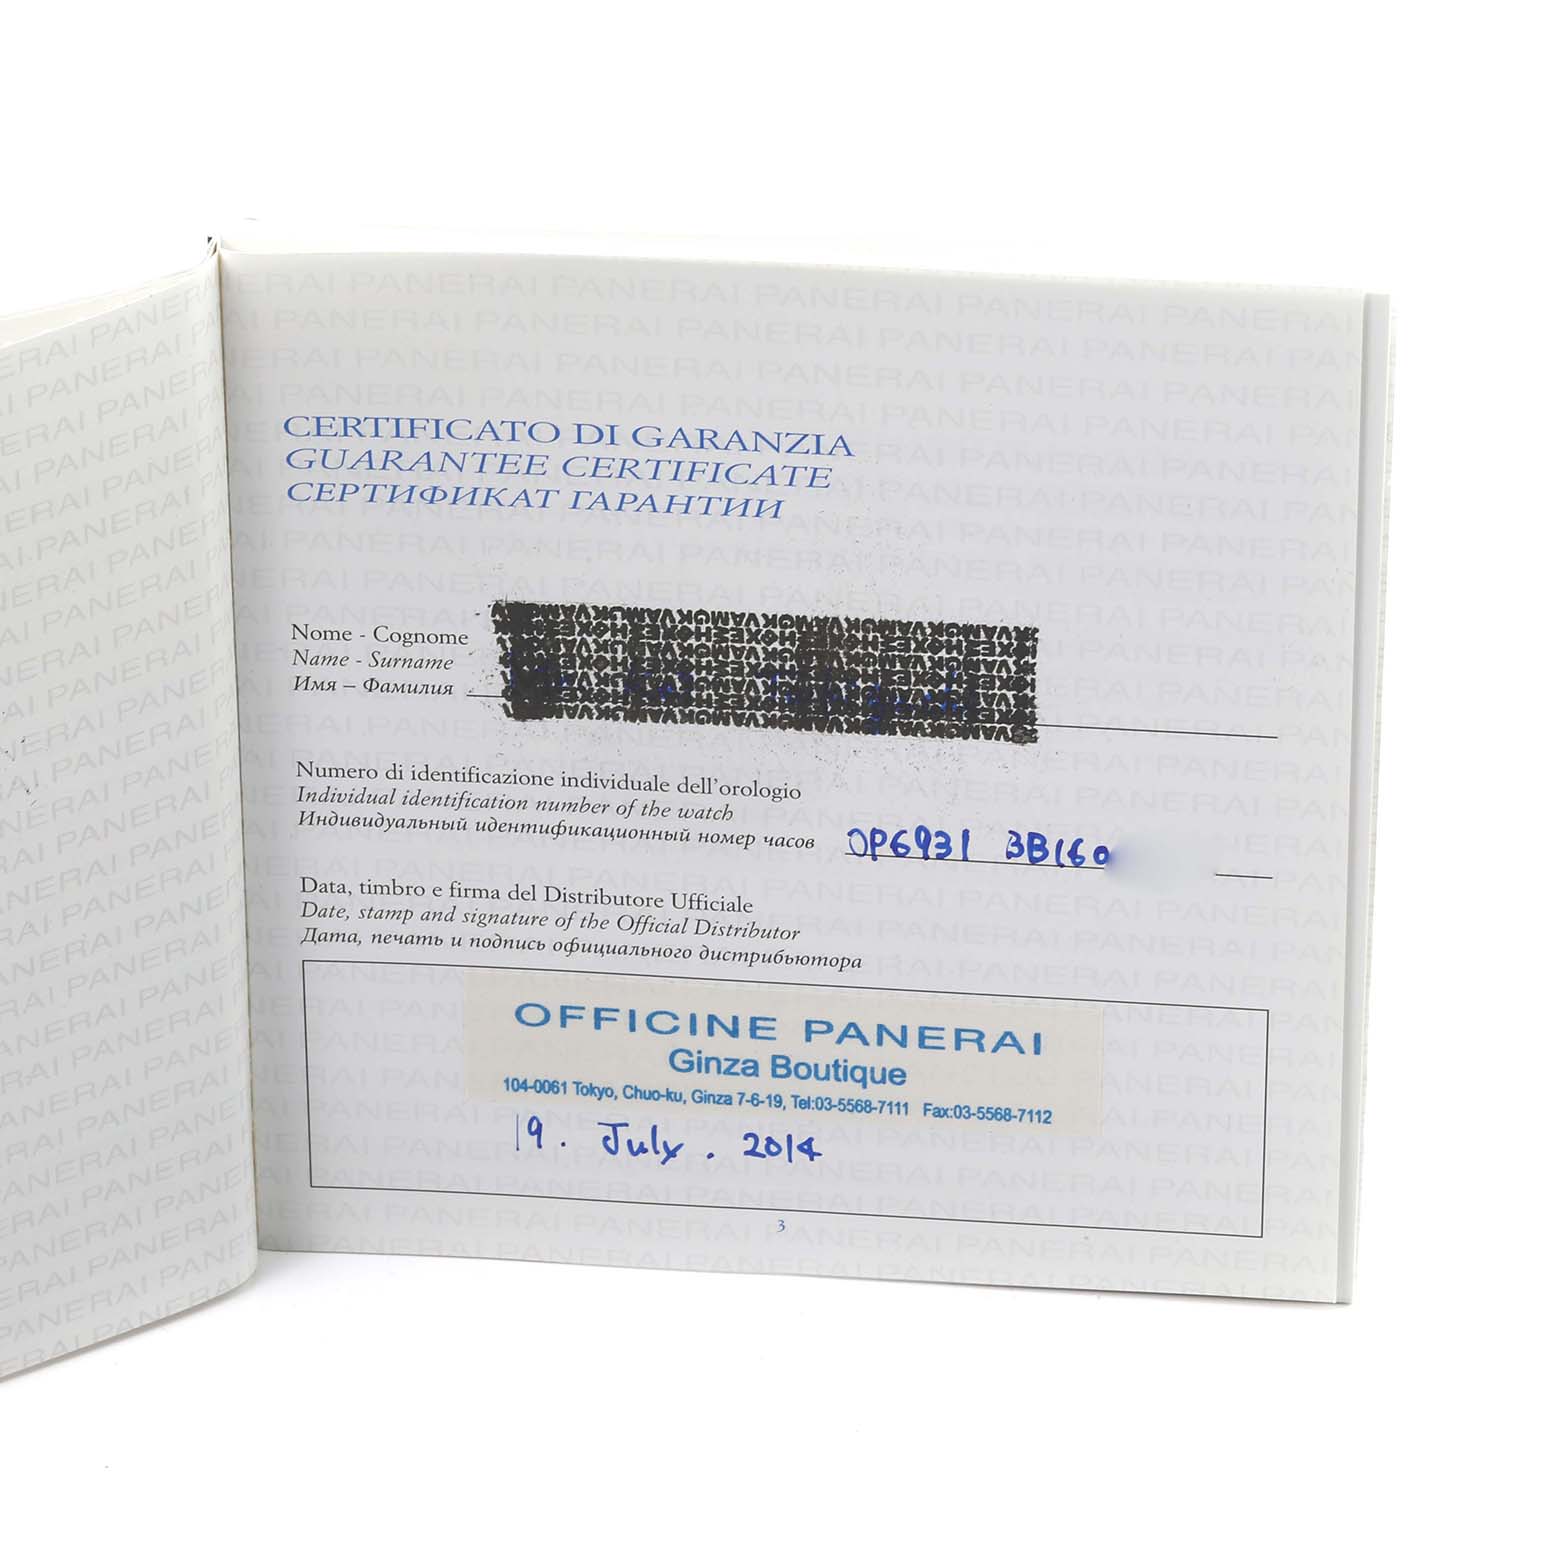 CERTIFICATO DI GARANZIA
GUARANTEE CERTIFICATE
СЕРТИФИКАТ ГАРАНТИИ
Nome - Cognome
Name - Surname
Имя – Фамилия
Numero di identificazione individuale dell'orologio
Individual identification number of the watch
Индивидуальный идентификационный номер часов OP6931 3B160
Data, timbro e firma del Distributore Ufficiale
Date, stamp and signature of the Official Distributor
Дата, печать и подпись официального дистрибьютора
OFFICINE PANERAI
Ginza Boutique
104-0061 Tokyo, Chuo-ku, Ginza 7-6-19, Tel:03-5568-7111 Fax:03-5568-7112
19. July. 2014
3